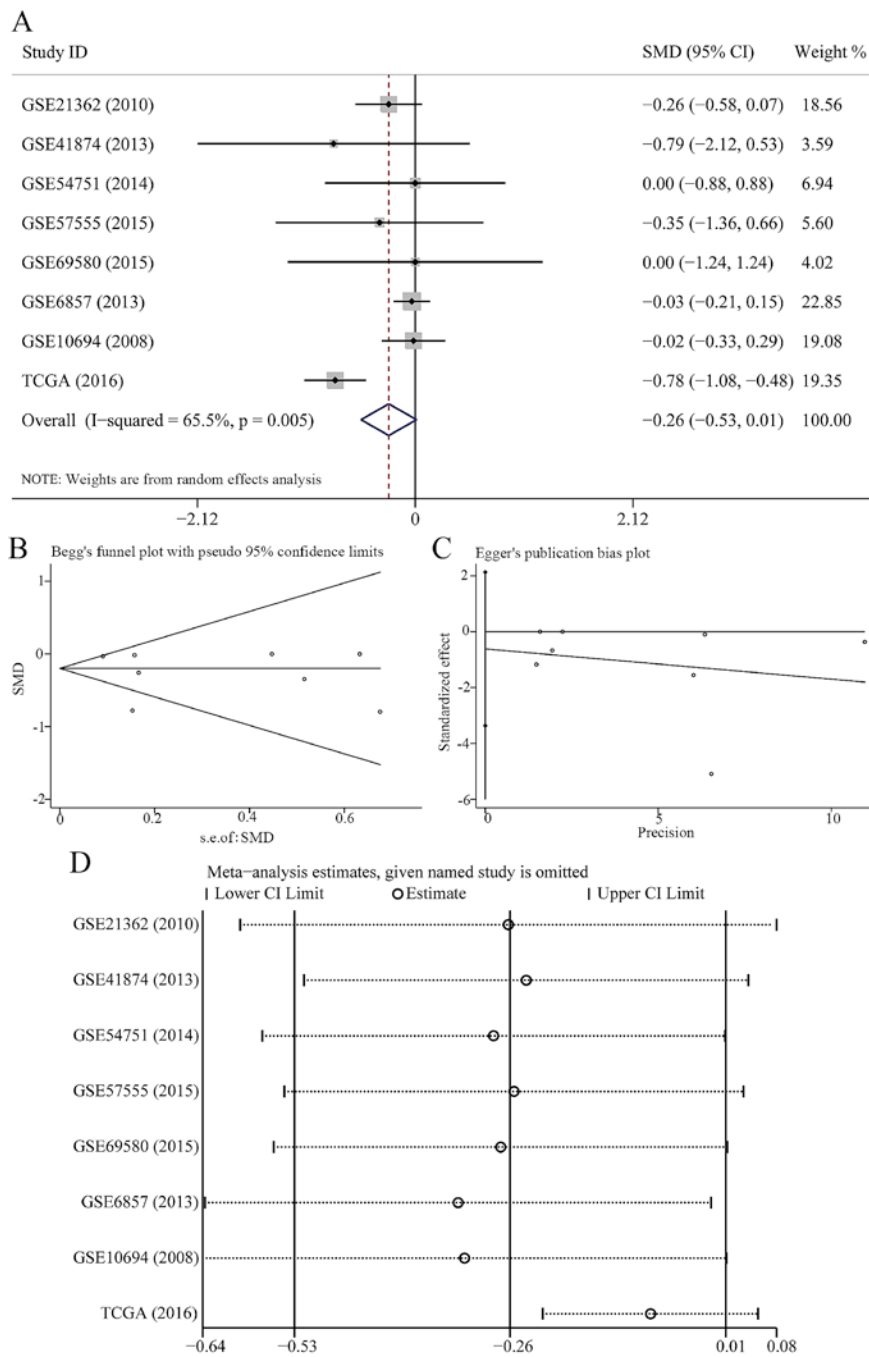 A
Study ID SMD (95% CI) Weight %
GSE21362 (2010) −0.26 (−0.58, 0.07) 18.56
GSE41874 (2013) −0.79 (−2.12, 0.53) 3.59
GSE54751 (2014) 0.00 (−0.88, 0.88) 6.94
GSE57555 (2015) −0.35 (−1.36, 0.66) 5.60
GSE69580 (2015) 0.00 (−1.24, 1.24) 4.02
GSE6857 (2013) −0.03 (−0.21, 0.15) 22.85
GSE10694 (2008) −0.02 (−0.33, 0.29) 19.08
TCGA (2016) −0.78 (−1.08, −0.48) 19.35
Overall (I−squared = 65.5%, p = 0.005) −0.26 (−0.53, 0.01) 100.00
NOTE: Weights are from random effects analysis
−2.12 0 2.12
B
Begg's funnel plot with pseudo 95% confidence limits
1
0
-1
-2
SMD
0 0.2 0.4 0.6
s.e.of:SMD
C
Egger's publication bias plot
2
0
-2
-4
-6
Standardized effect
0 5 10
Precision
D
Meta−analysis estimates, given named study is omitted
Lower CI Limit Estimate Upper CI Limit
GSE21362 (2010)
GSE41874 (2013)
GSE54751 (2014)
GSE57555 (2015)
GSE69580 (2015)
GSE6857 (2013)
GSE10694 (2008)
TCGA (2016)
−0.64 −0.53 −0.26 0.01 0.08